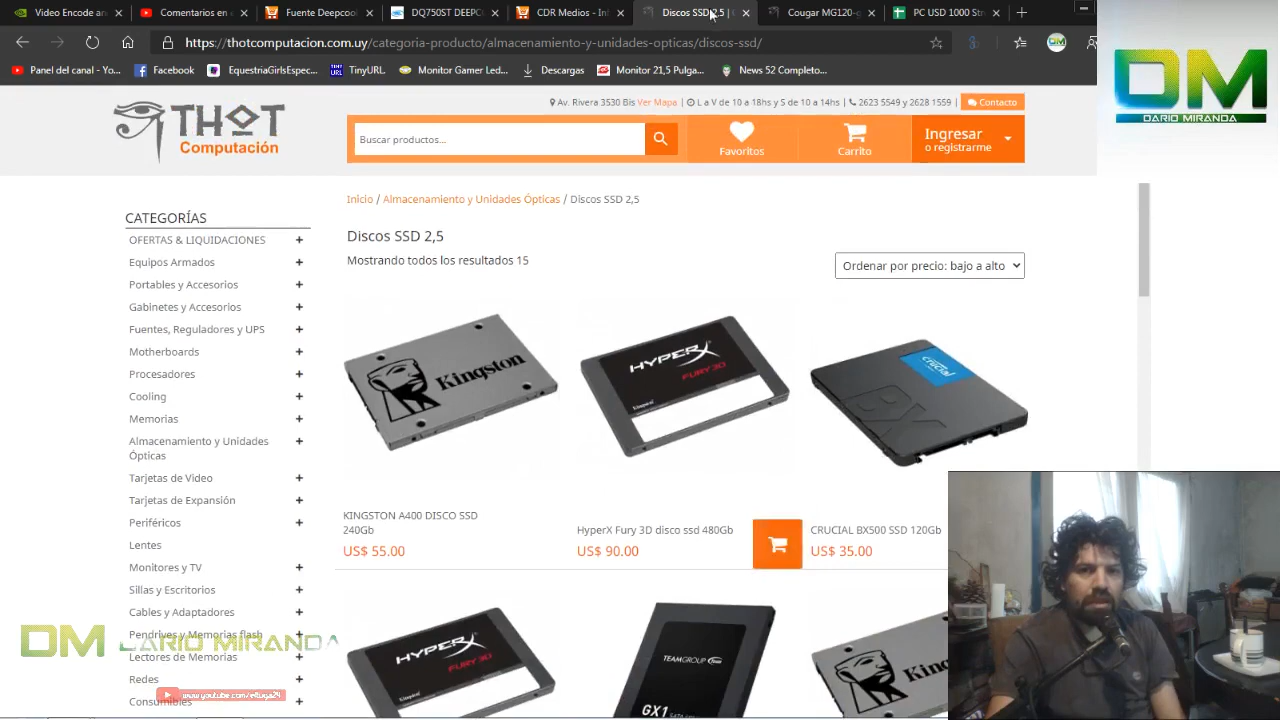 Video Encode an
Comentarios en c
Fuente Deepcool
DQ750ST DEEPCU
CDR Medios - Inf
Discos SSD 2,5 |
Cougar MG120-g
PC USD 1000 Stre
https://thotcomputacion.com.uy/categoria-producto/almacenamiento-y-unidades-opticas/discos-ssd/
Panel del canal - Yo...
Facebook
EquestriaGirlsEspec...
TINY URL
TinyURL
Monitor Gamer Led...
Descargas
Monitor 21,5 Pulga...
News 52 Completo...
DM
DARIO MIRANDA
THOT
Computación
Av. Rivera 3530 Bis Ver Mapa | L a V de 10 a 18hs y S de 10 a 14hs | 2623 5549 y 2628 1559 |
Contacto
Buscar productos...
Favoritos
Carrito
Ingresar
o registrarme
Inicio / Almacenamiento y Unidades Ópticas / Discos SSD 2,5
CATEGORÍAS
OFERTAS & LIQUIDACIONES +
Equipos Armados +
Portables y Accesorios +
Gabinetes y Accesorios +
Fuentes, Reguladores y UPS +
Motherboards +
Procesadores +
Cooling +
Memorias +
Almacenamiento y Unidades +
Ópticas
Tarjetas de Video +
Tarjetas de Expansión +
Periféricos +
Lentes
Monitores y TV +
Sillas y Escritorios +
Cables y Adaptadores +
Pendrives y Memorias flash +
Lectores de Memorias +
Redes +
Consumibles +
Discos SSD 2,5
Mostrando todos los resultados 15
Ordenar por precio: bajo a alto
Kingston
HYPERX
FURY 3D
crucial
BX
KINGSTON A400 DISCO SSD
240Gb
US$ 55.00
HyperX Fury 3D disco ssd 480Gb
US$ 90.00
CRUCIAL BX500 SSD 120Gb
US$ 35.00
HYPERX
FURY 3D
TEAMGROUP
GX1
Kings
DM DARIO MIRANDA